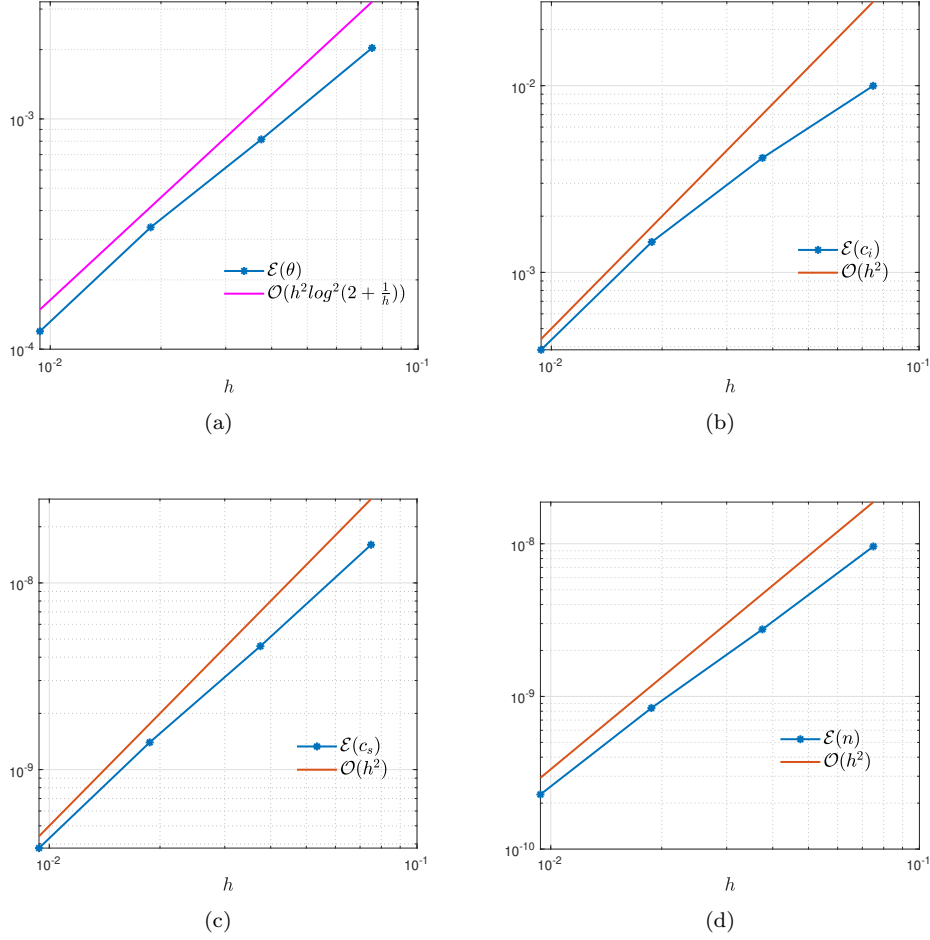 10^-3
10^-4
10^-2
10^-1
h
ℰ(θ)
𝒪(h^2 log^2(2 + 1/h))
(a)
10^-2
10^-3
10^-2
10^-1
h
ℰ(c_i)
𝒪(h^2)
(b)
10^-8
10^-9
10^-2
10^-1
h
ℰ(c_s)
𝒪(h^2)
(c)
10^-8
10^-9
10^-10
10^-2
10^-1
h
ℰ(n)
𝒪(h^2)
(d)